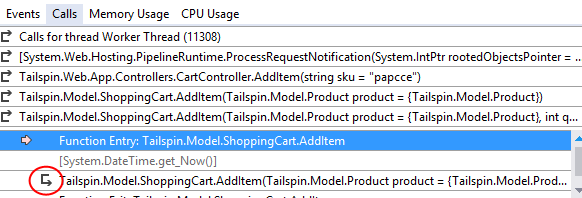 Events Calls Memory Usage CPU Usage
Calls for thread Worker Thread (11308)
[System.Web.Hosting.PipelineRuntime.ProcessRequestNotification(System.IntPtr rootedObjectsPointer = ...
Tailspin.Web.App.Controllers.CartController.AddItem(string sku = "papcce")
Tailspin.Model.ShoppingCart.AddItem(Tailspin.Model.Product product = {Tailspin.Model.Product})
Tailspin.Model.ShoppingCart.AddItem(Tailspin.Model.Product product = {Tailspin.Model.Product}, int q...
Function Entry: Tailspin.Model.ShoppingCart.AddItem
[System.DateTime.get_Now()]
Tailspin.Model.ShoppingCart.AddItem(Tailspin.Model.Product product = {Tailspin.Model.Prod...